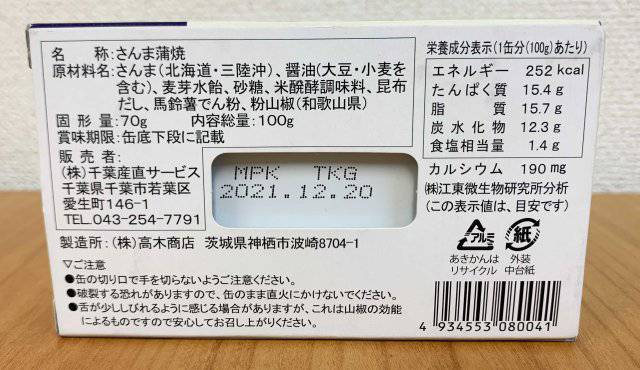 名　称:さんま蒲焼
原材料名:さんま(北海道・三陸沖)、醤油(大豆・小麦を
含む)、麦芽水飴、砂糖、米醗酵調味料、昆布
だし、馬鈴薯でん粉、粉山椒(和歌山県)
固形量:70g　内容総量:100g
賞味期限:缶底下段に記載
販売者:
(株)千葉産直サービス
千葉県千葉市若葉区
愛生町146-1
TEL.043-254-7791
MPK TKG
2021.12.20
製造所:(株)高木商店　茨城県神栖市波崎8704-1
▽ご注意
●缶の切り口で手を切らないようご注意ください。
●破裂する恐れがありますので、缶のまま直火にかけないでください。
●舌が少ししびれるように感じる場合がありますが、これは山椒の効能
によるものですので安心してお召し上がりください。
栄養成分表示(1缶分(100g)あたり)
エネルギー 252 kcal
たんぱく質 15.4 g
脂質 15.7 g
炭水化物 12.3 g
食塩相当量 1.4 g
カルシウム 190 mg
㈱江東微生物研究所分析
(この表示値は、目安です)
アルミ
あきかんは
リサイクル
紙
外装
中台紙
4 934553 080041